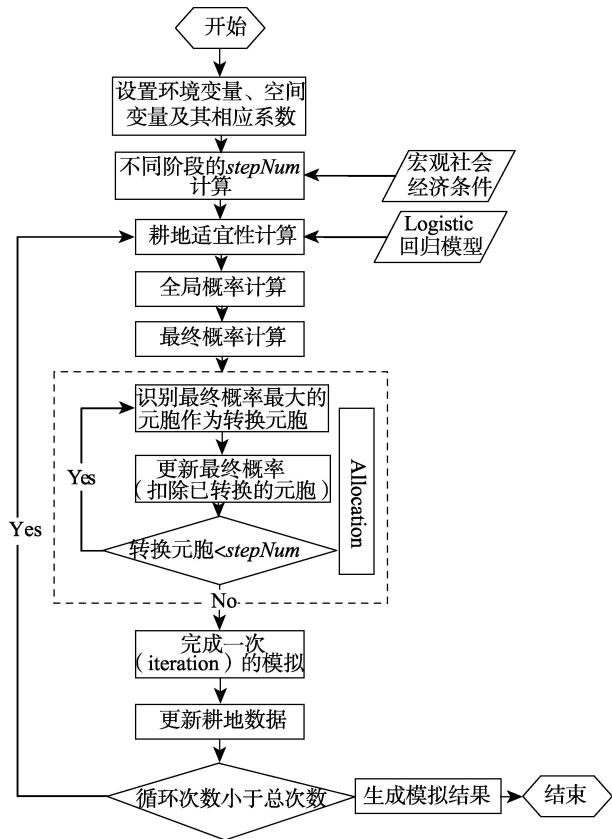 开始
设置环境变量、空间
变量及其相应系数
不同阶段的stepNum
计算
宏观社会
经济条件
耕地适宜性计算
Logistic
回归模型
全局概率计算
最终概率计算
识别最终概率最大的
元胞作为转换元胞
Yes
更新最终概率
（扣除已转换的元胞）
Allocation
转换元胞<stepNum
Yes
No
完成一次
（iteration）的模拟
更新耕地数据
循环次数小于总次数
生成模拟结果
结束